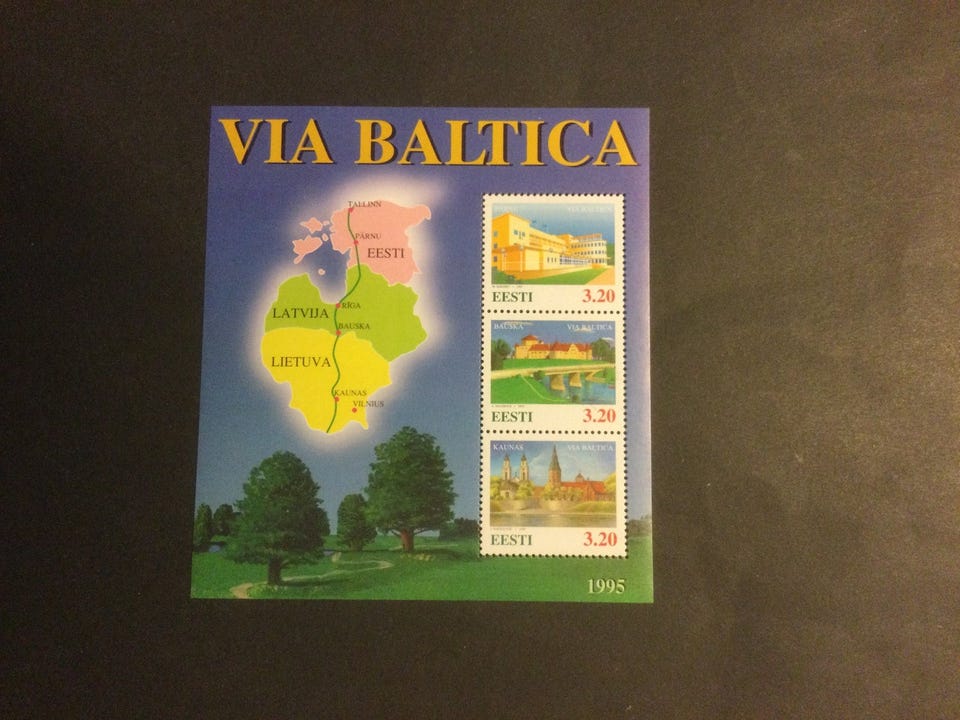 VIA BALTICA
TALLINN
PÄRNU
EESTI
RĪGA
LATVIJA
BAUSKA
LIETUVA
KAUNAS
VILNIUS
VIA BALTICA
EESTI 3.20
BAUSKA VIA BALTICA
EESTI 3.20
KAUNAS VIA BALTICA
EESTI 3.20
1995